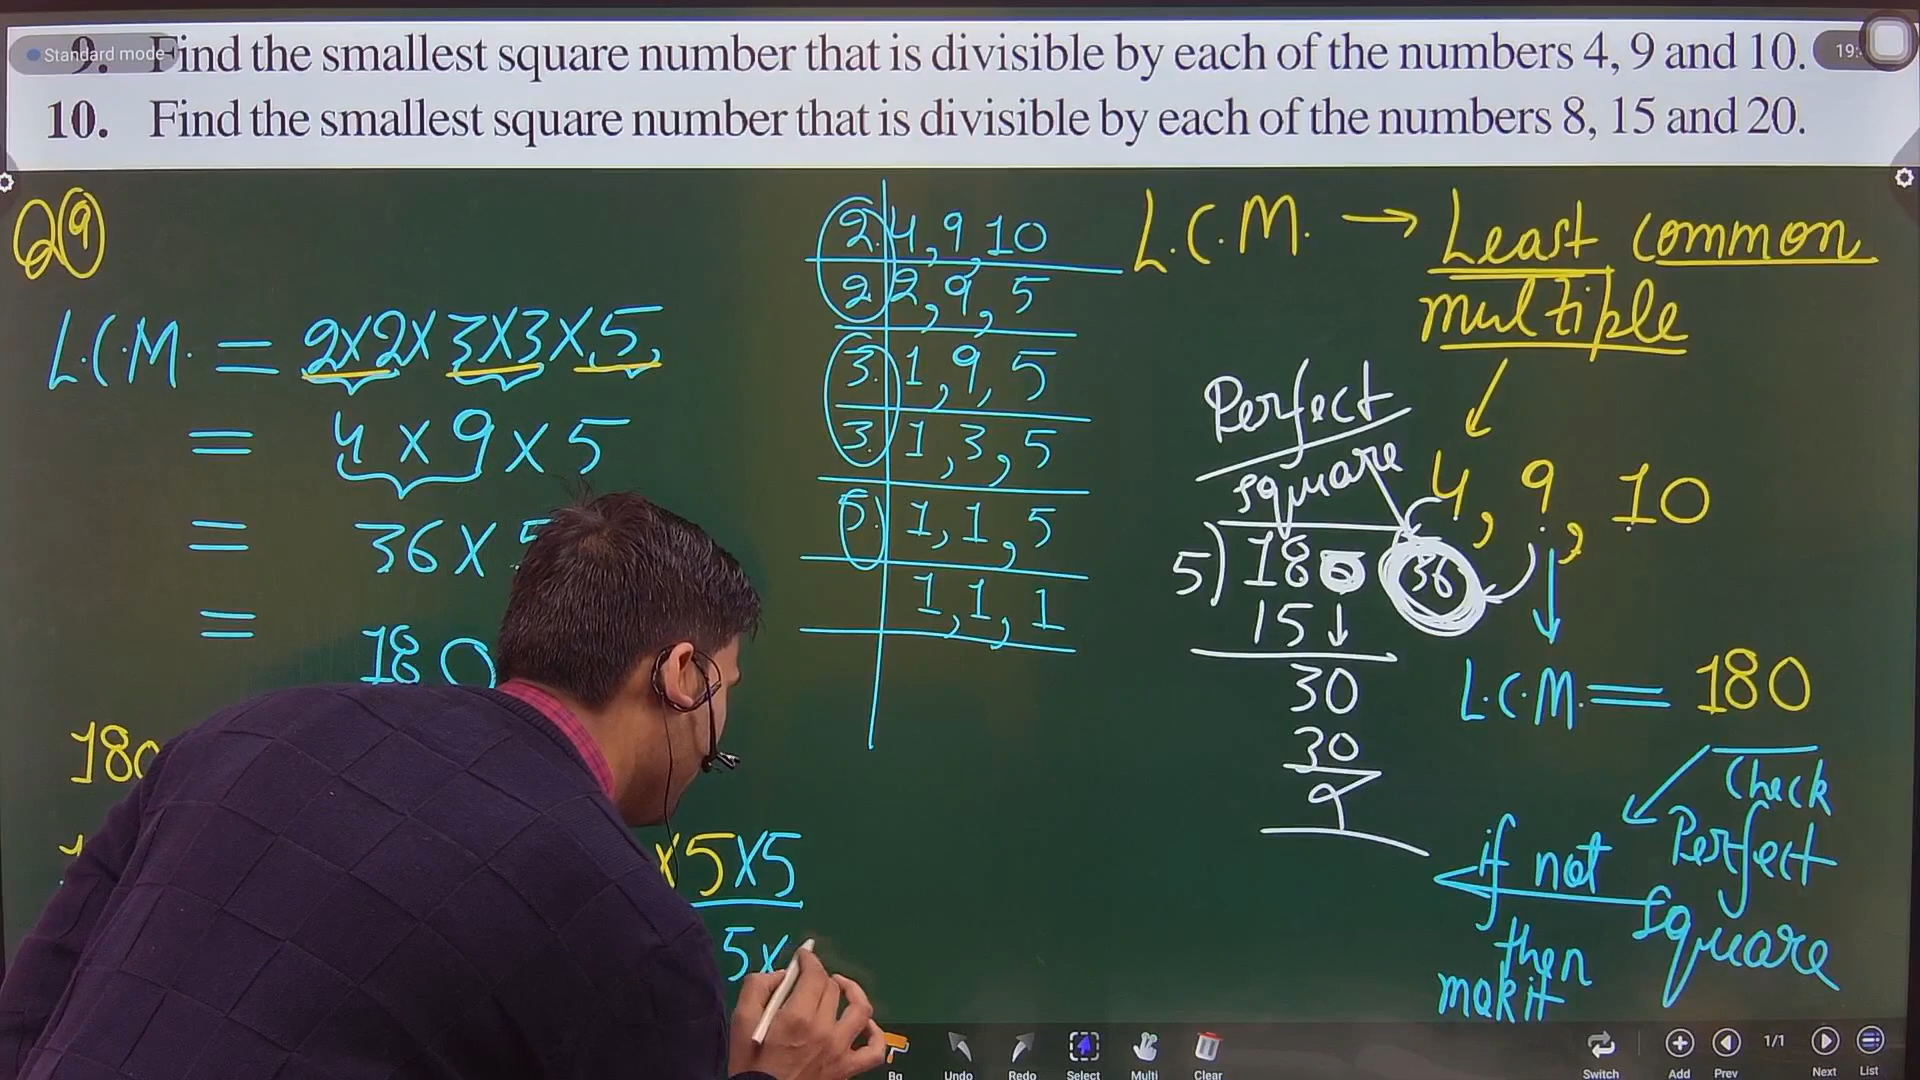 Standard mode
9. Find the smallest square number that is divisible by each of the numbers 4, 9 and 10.
19:
10. Find the smallest square number that is divisible by each of the numbers 8, 15 and 20.
Q9
L.C.M. = 2×2×3×3×5
= 4 × 9 × 5
= 36 × 5
= 180
180
×5×5
5×
2 4, 9, 10
2 2, 9, 5
3 1, 9, 5
3 1, 3, 5
5 1, 1, 5
1, 1, 1
L.C.M. → Least common
multiple
Perfect
square
4, 9, 10
5) 180
36
15↓
30
30
L.C.M. = 180
Check
Perfect
Square
if not
then
make it
Undo
Redo
Select
Multi
Clear
Switch
Add
Prev
1/1
Next
List